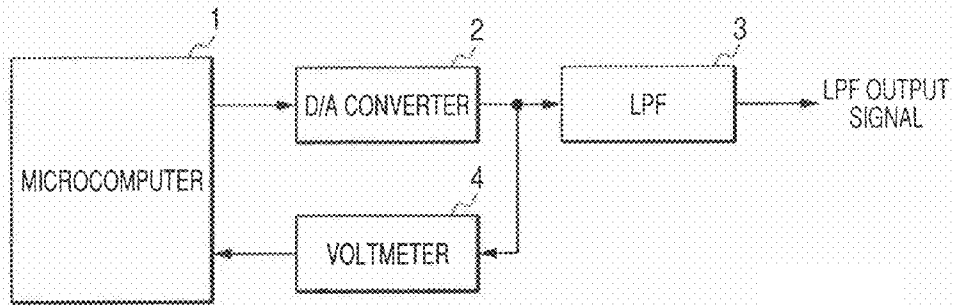 1
2
3
D/A CONVERTER
LPF
LPF OUTPUT
SIGNAL
MICROCOMPUTER
4
VOLTMETER